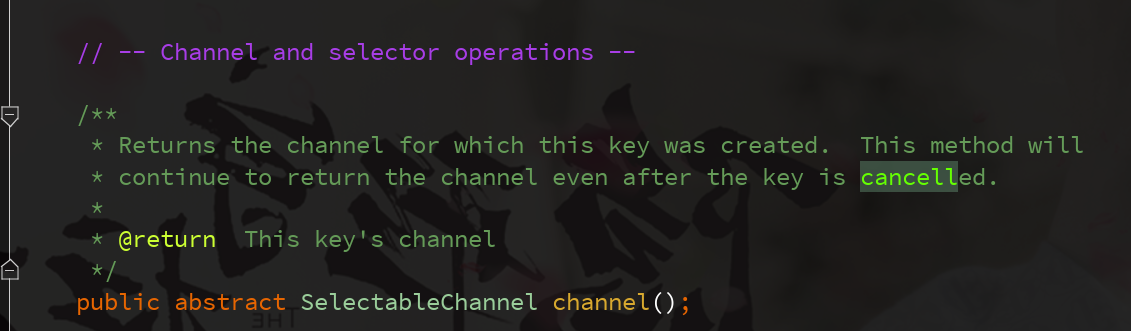 // -- Channel and selector operations --
/**
* Returns the channel for which this key was created.  This method will
* continue to return the channel even after the key is cancelled.
*
* @return  This key's channel
*/
public abstract SelectableChannel channel();